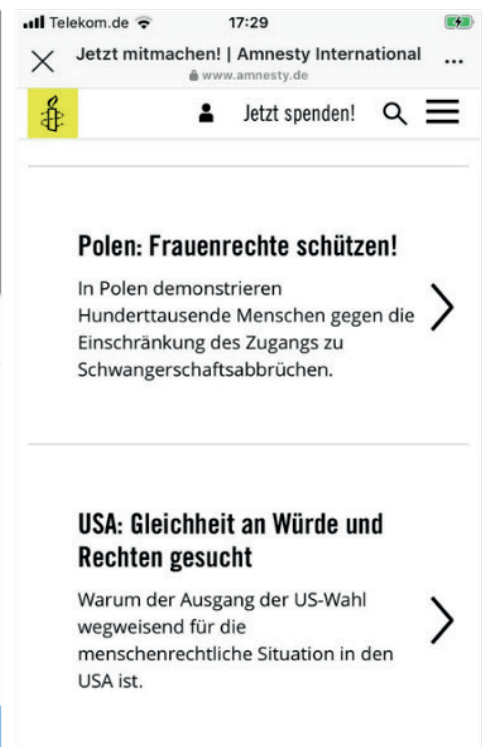 Telekom.de 17:29
Jetzt mitmachen! | Amnesty International ...
www.amnesty.de
Jetzt spenden!
Polen: Frauenrechte schützen!
In Polen demonstrieren
Hunderttausende Menschen gegen die
Einschränkung des Zugangs zu
Schwangerschaftsabbrüchen.
USA: Gleichheit an Würde und
Rechten gesucht
Warum der Ausgang der US-Wahl
wegweisend für die
menschenrechtliche Situation in den
USA ist.